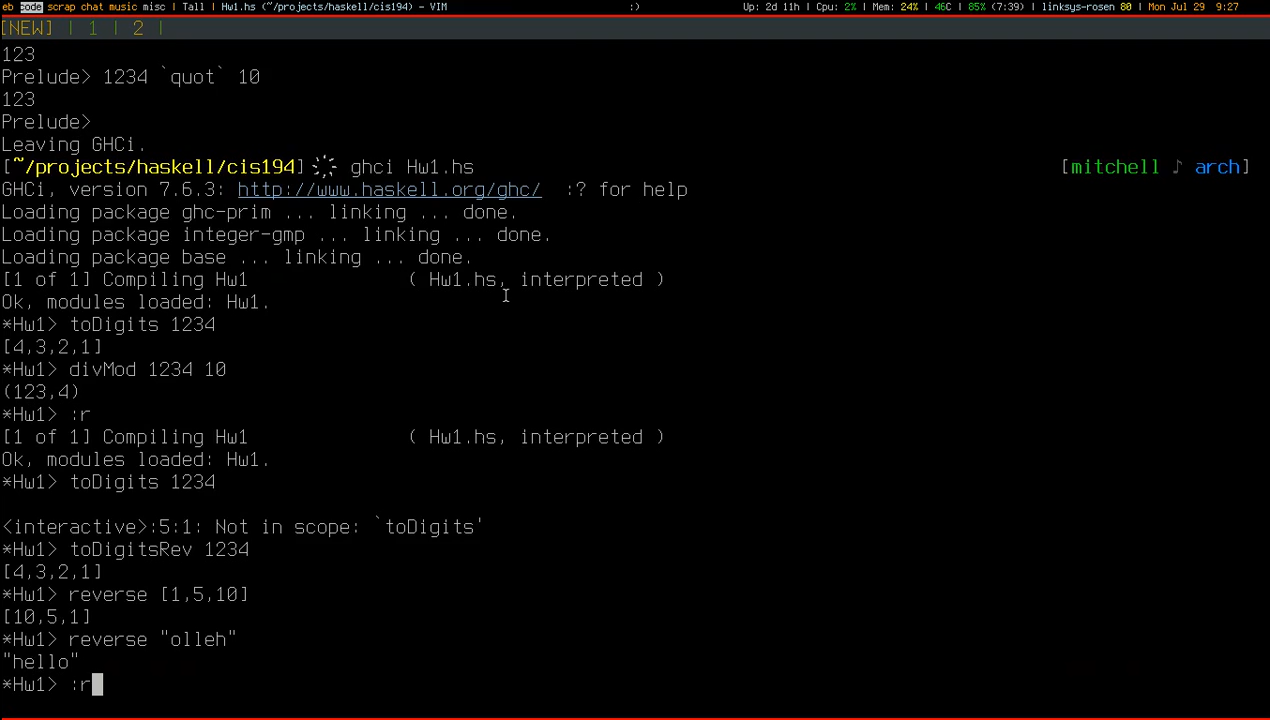 eb code scrap chat music misc | Tall | Hw1.hs (~/projects/haskell/cis194) - VIM :) Up: 2d 11h | Cpu: 2% | Mem: 24% | 46C | 85% (7:39) | linksys-rosen 80 | Mon Jul 29 9:27
[NEW] | 1 | 2 |
123
Prelude> 1234 `quot` 10
123
Prelude>
Leaving GHCi.
[~/projects/haskell/cis194] ghci Hw1.hs [mitchell ♪ arch]
GHCi, version 7.6.3: http://www.haskell.org/ghc/ :? for help
Loading package ghc-prim ... linking ... done.
Loading package integer-gmp ... linking ... done.
Loading package base ... linking ... done.
[1 of 1] Compiling Hw1 ( Hw1.hs, interpreted )
Ok, modules loaded: Hw1.
*Hw1> toDigits 1234
[4,3,2,1]
*Hw1> divMod 1234 10
(123,4)
*Hw1> :r
[1 of 1] Compiling Hw1 ( Hw1.hs, interpreted )
Ok, modules loaded: Hw1.
*Hw1> toDigits 1234
<interactive>:5:1: Not in scope: `toDigits'
*Hw1> toDigitsRev 1234
[4,3,2,1]
*Hw1> reverse [1,5,10]
[10,5,1]
*Hw1> reverse "olleh"
"hello"
*Hw1> :r